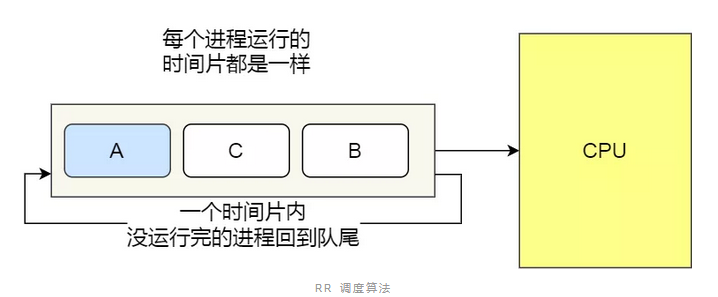 每个进程运行的
时间片都是一样
A
C
B
CPU
一个时间片内
没运行完的进程回到队尾
RR 调度算法